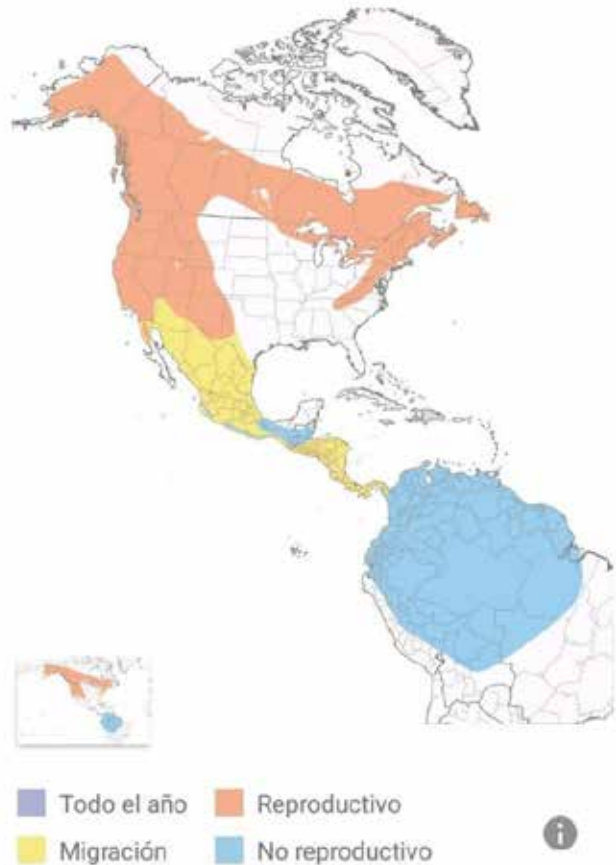 Todo el año
Reproductivo
Migración
No reproductivo
i